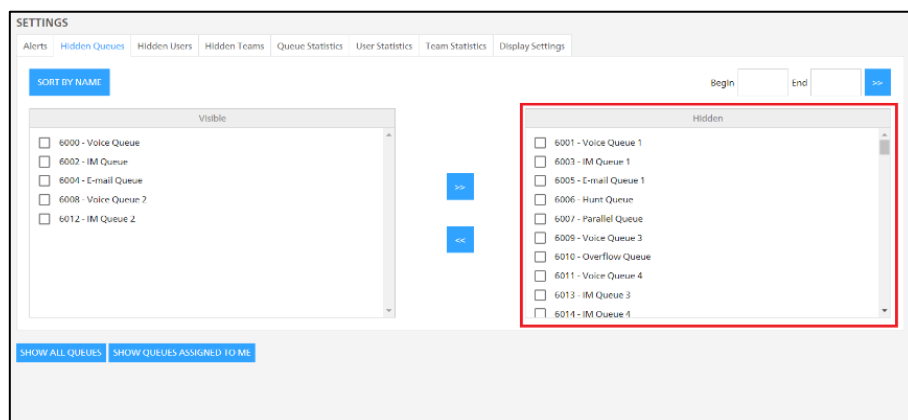 SETTINGS
Alerts Hidden Queues Hidden Users Hidden Teams Queue Statistics User Statistics Team Statistics Display Settings
SORT BY NAME
Begin End >>
Visible
6000 - Voice Queue
6002 - IM Queue
6004 - E-mail Queue
6008 - Voice Queue 2
6012 - IM Queue 2
>>
<<
Hidden
6001 - Voice Queue 1
6003 - IM Queue 1
6005 - E-mail Queue 1
6006 - Hunt Queue
6007 - Parallel Queue
6009 - Voice Queue 3
6010 - Overflow Queue
6011 - Voice Queue 4
6013 - IM Queue 3
6014 - IM Queue 4
SHOW ALL QUEUES SHOW QUEUES ASSIGNED TO ME